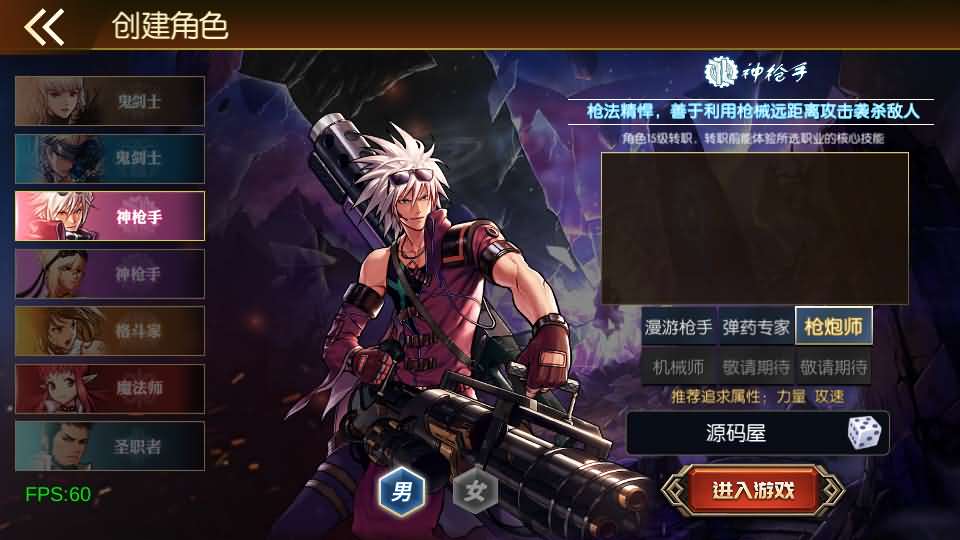 创建角色
鬼剑士
鬼剑士
神枪手
神枪手
格斗家
魔法师
圣职者
FPS:60
神枪手
枪法精悍，善于利用枪械远距离攻击袭杀敌人
角色15级转职，转职前能体验所选职业的核心技能
漫游枪手 弹药专家 枪炮师
机械师 敬请期待 敬请期待
推荐追求属性：力量 攻速
源码屋
男 女
进入游戏